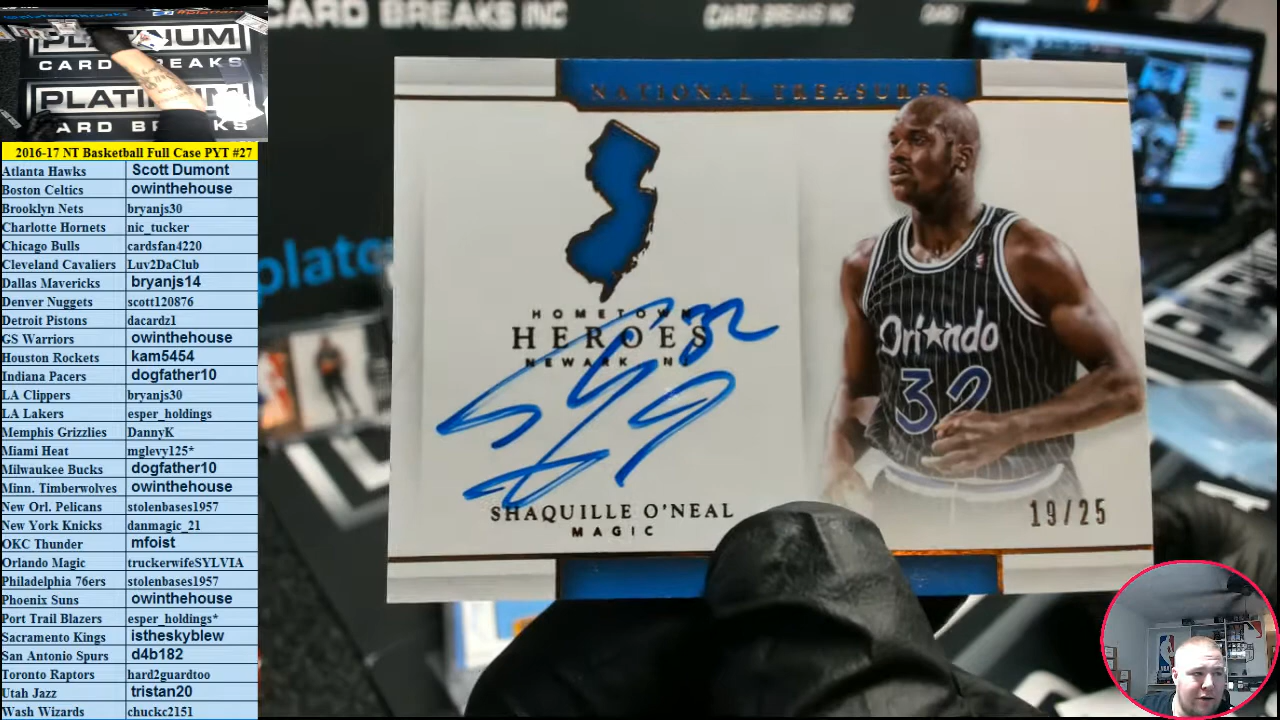 CARD BREAKS INC
CARD BREAKS INC
CARD
PLATINUM
CARD BREAKS
PLATINUM
ARD BREAKS
platc
2016-17 NT Basketball Full Case PYT #27
Atlanta Hawks Scott Dumont
Boston Celtics owinthehouse
Brooklyn Nets bryanjs30
Charlotte Hornets nic_tucker
Chicago Bulls cardsfan4220
Cleveland Cavaliers Luv2DaClub
Dallas Mavericks bryanjs14
Denver Nuggets scott120876
Detroit Pistons dacardz1
GS Warriors owinthehouse
Houston Rockets kam5454
Indiana Pacers dogfather10
LA Clippers bryanjs30
LA Lakers esper_holdings
Memphis Grizzlies DannyK
Miami Heat mglevy125*
Milwaukee Bucks dogfather10
Minn. Timberwolves owinthehouse
New Orl. Pelicans stolenbases1957
New York Knicks danmagic_21
OKC Thunder mfoist
Orlando Magic truckerwifeSYLVIA
Philadelphia 76ers stolenbases1957
Phoenix Suns owinthehouse
Port Trail Blazers esper_holdings*
Sacramento Kings istheskyblew
San Antonio Spurs d4b182
Toronto Raptors hard2guardtoo
Utah Jazz tristan20
Wash Wizards chuckc2151
NATIONAL TREASURES
HOMETOWN
HEROES
NEWARK, NJ
32
SHAQUILLE O'NEAL
MAGIC
Orlando
32
19/25